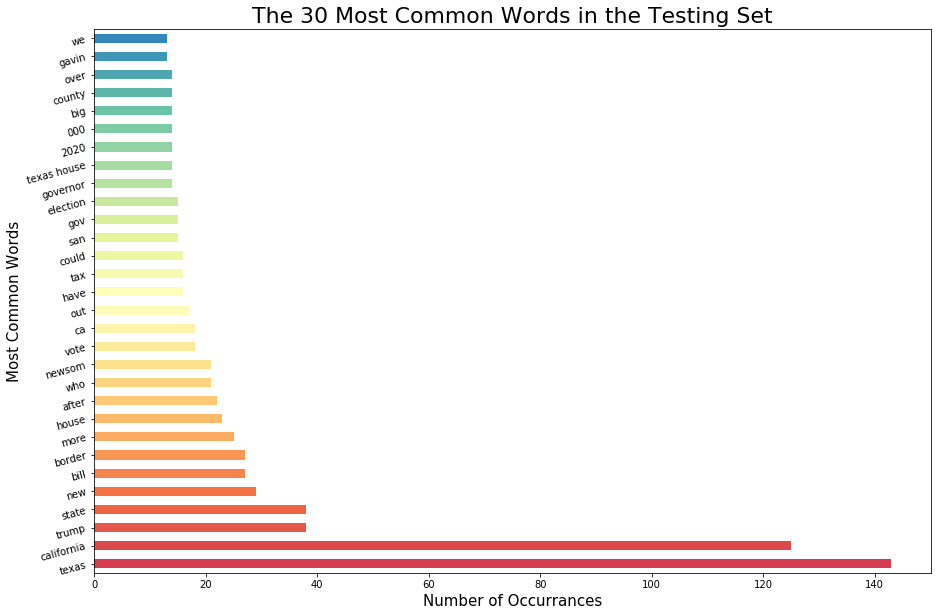 The 30 Most Common Words in the Testing Set
Most Common Words
we
gavin
over
county
big
000
2020
texas house
governor
election
gov
san
could
tax
have
out
ca
vote
newsom
who
after
house
more
border
bill
new
state
trump
california
texas
0 20 40 60 80 100 120 140
Number of Occurrances